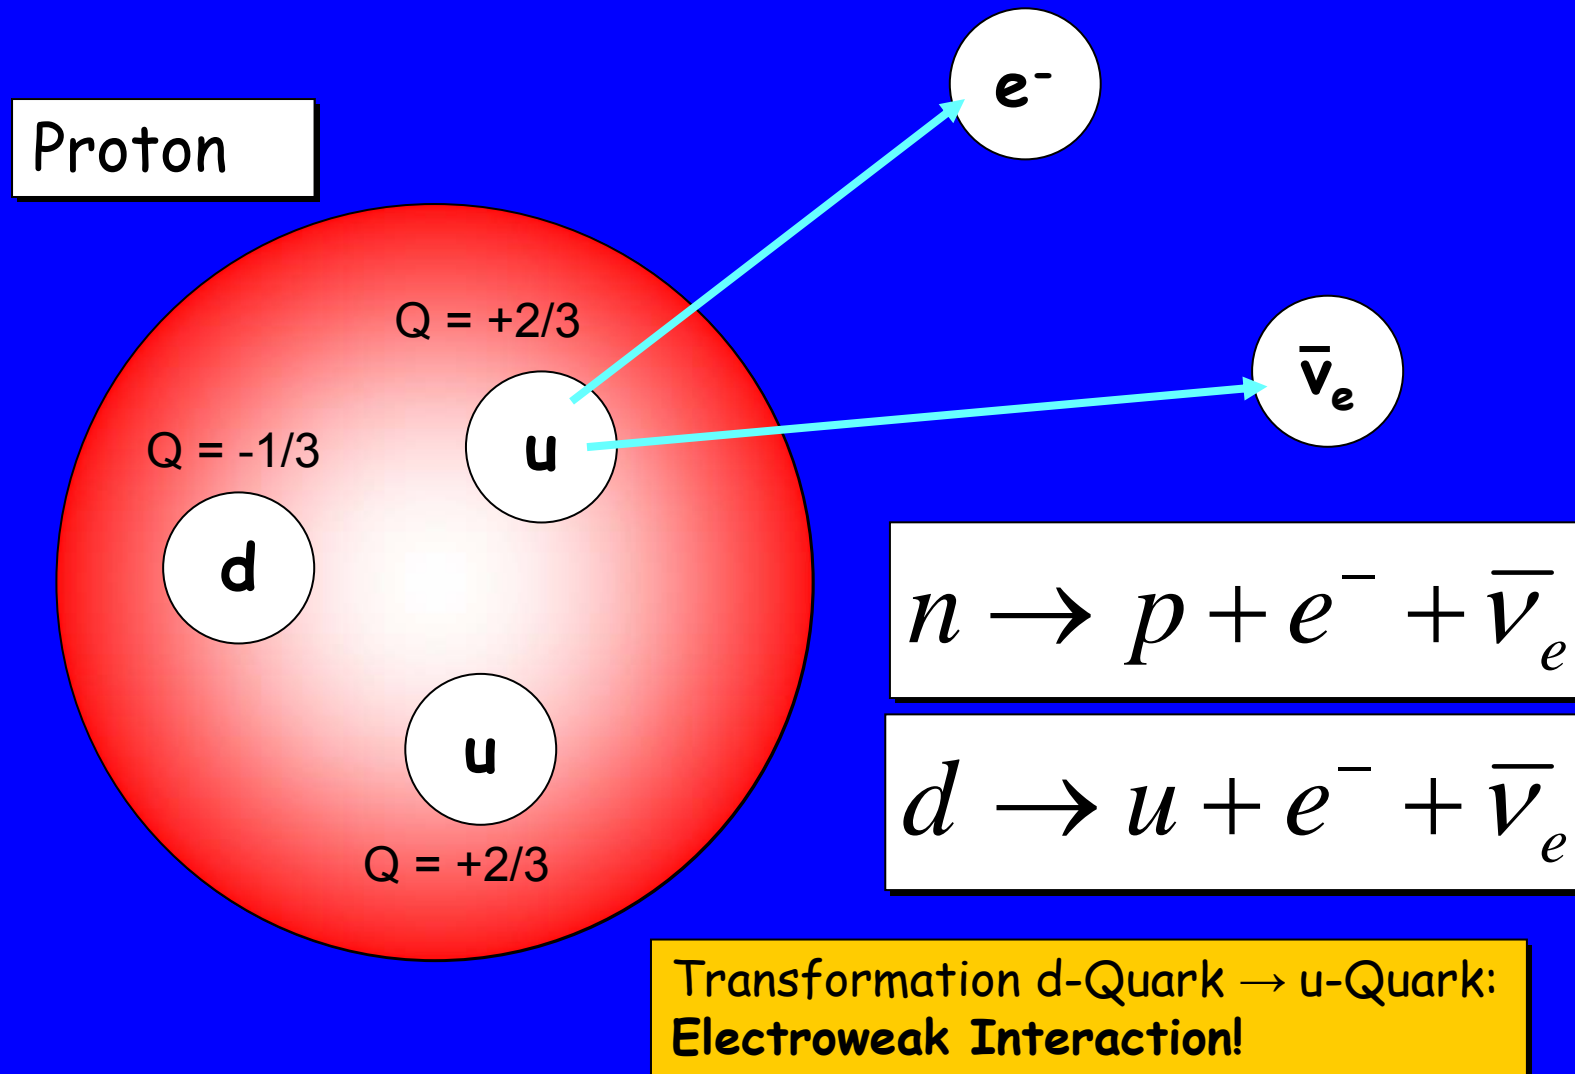 Proton
e⁻
Q = +2/3
u
ν̅ₑ
Q = -1/3
d
u
Q = +2/3
n → p + e⁻ + ν̅ₑ
d → u + e⁻ + ν̅ₑ
Transformation d-Quark → u-Quark:
Electroweak Interaction!